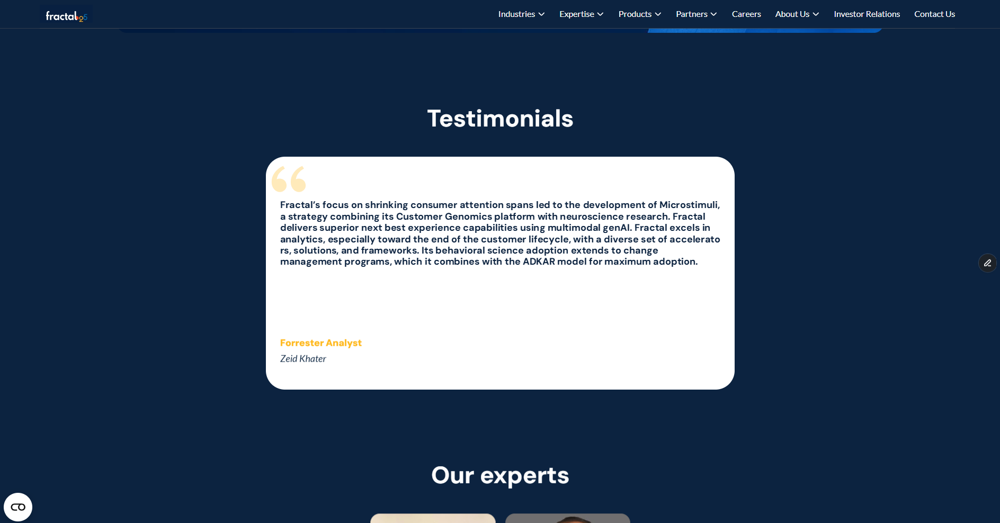 fractal 25
Industries Expertise Products Partners Careers About Us Investor Relations Contact Us
Testimonials
“
Fractal’s focus on shrinking consumer attention spans led to the development of Microstimuli,
a strategy combining its Customer Genomics platform with neuroscience research. Fractal
delivers superior next best experience capabilities using multimodal genAI. Fractal excels in
analytics, especially toward the end of the customer lifecycle, with a diverse set of accelerato
rs, solutions, and frameworks. Its behavioral science adoption extends to change
management programs, which it combines with the ADKAR model for maximum adoption.
Forrester Analyst
Zeid Khater
Our experts